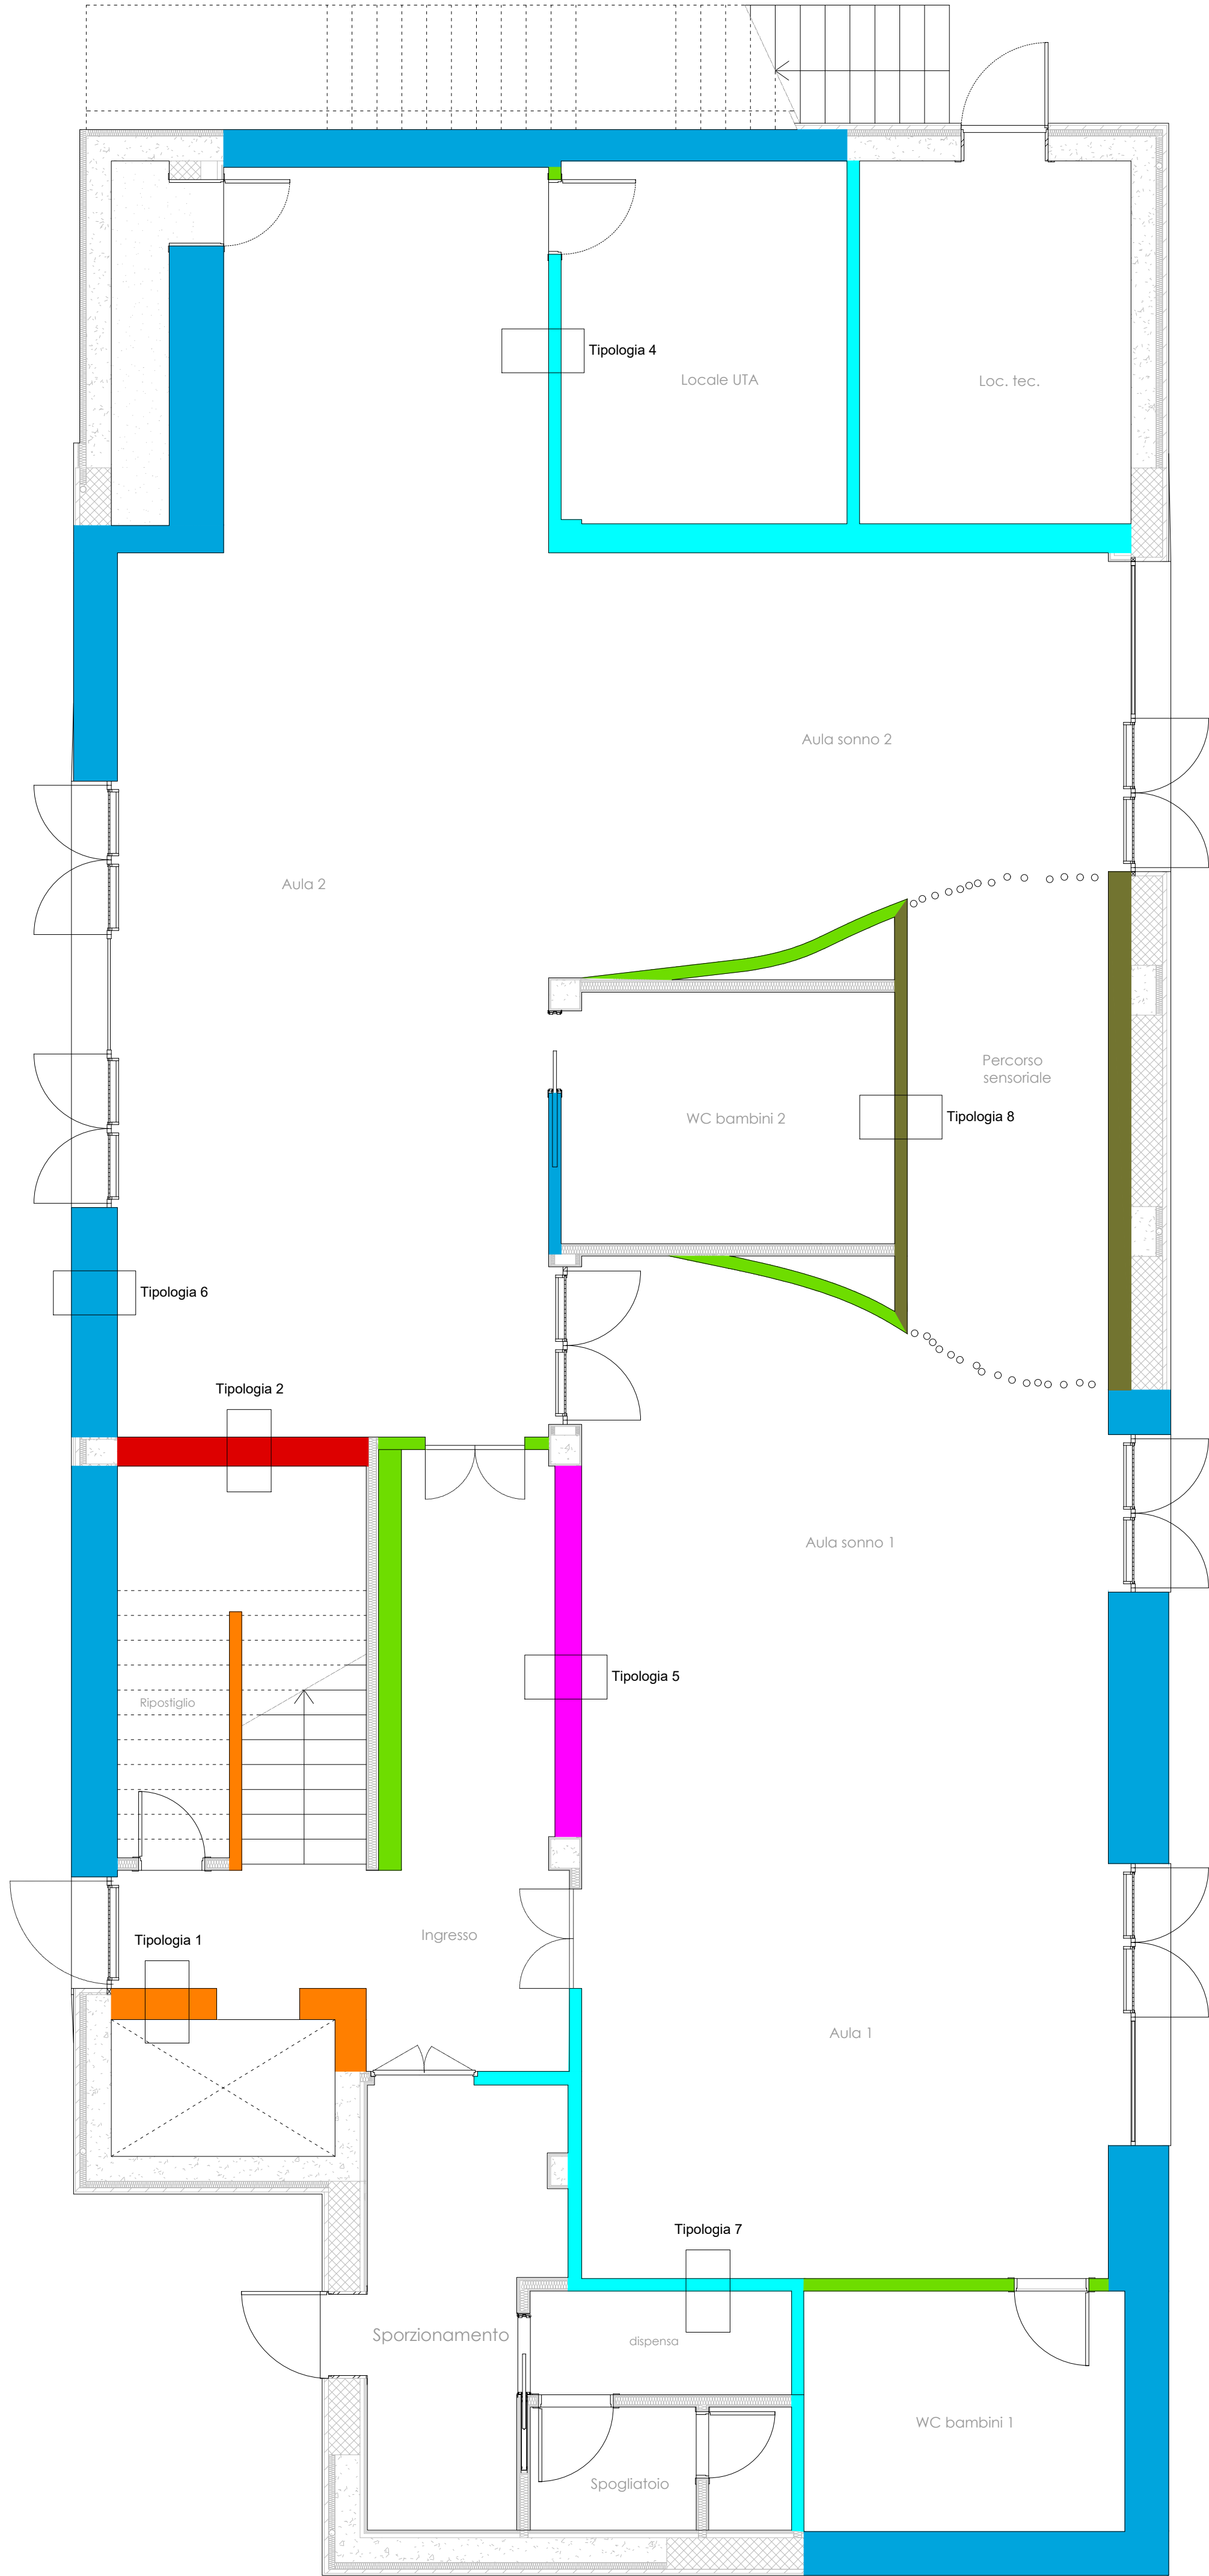 Tipologia 4
Locale UTA
Loc. tec.
Aula sonno 2
Aula 2
Percorso
sensoriale
WC bambini 2
Tipologia 8
Tipologia 6
Tipologia 2
Aula sonno 1
Tipologia 5
Ripostiglio
Ingresso
Tipologia 1
Aula 1
Tipologia 7
Sporzionamento
dispensa
WC bambini 1
Spogliatoio